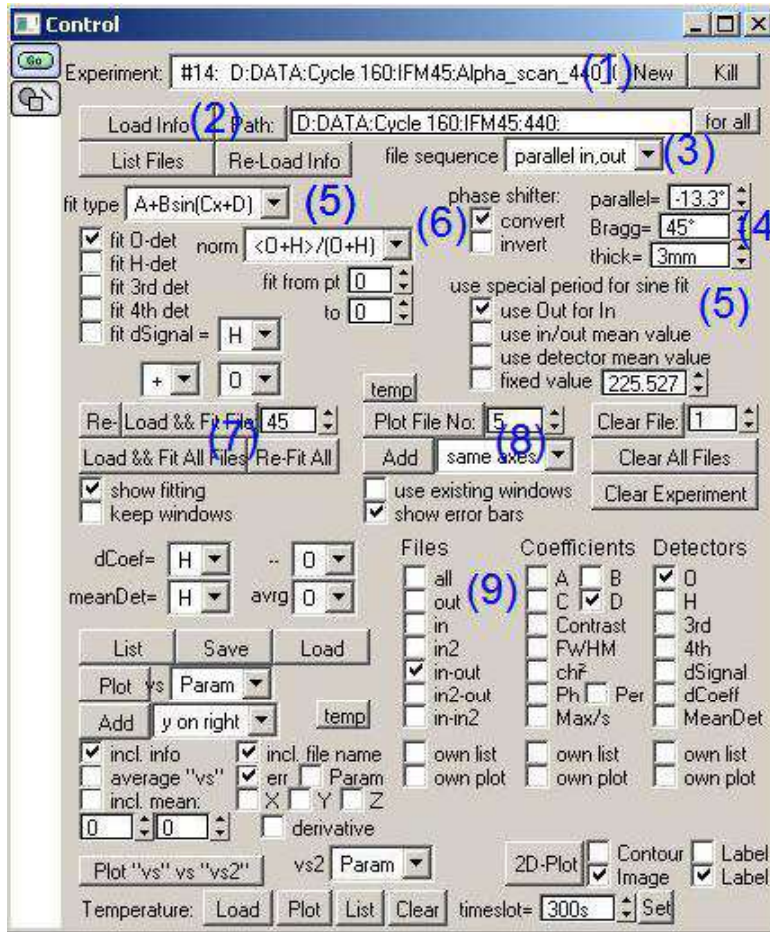 Control
Go
Experiment: #14: D:DATA:Cycle 160:IFM45:Alpha_scan_440 (1) New Kill
Load Info (2) Path: D:DATA:Cycle 160:IFM45:440: for all
List Files Re-Load Info file sequence parallel in,out (3)
fit type A+Bsin(Cx+D) (5) phase shifter: parallel= -13.3°
fit O-det norm <O+H>/(O+H) (6) convert Bragg= 45° (4
fit H-det invert thick= 3mm
fit 3rd det fit from pt 0 use special period for sine fit
fit 4th det to 0 use Out for In (5)
fit dSignal = H use in/out mean value
use detector mean value
+ O temp fixed value 225.527
Re- Load && Fit File 45 Plot File No: 5 Clear File: 1
(7) (8)
Load && Fit All Files Re-Fit All Add same axes Clear All Files
show fitting use existing windows Clear Experiment
keep windows show error bars
dCoef= H -- O Files Coefficients Detectors
meanDet= H avrg O all (9) A B O
out C D H
in Contrast 3rd
List Save Load in2 FWHM 4th
Plot vs Param in-out chi² dSignal
in2-out Ph Per dCoeff
Add y on right temp in-in2 Max/s MeanDet
incl. info incl. file name own list own list own list
average "vs" err Param own plot own plot own plot
incl. mean: X Y Z
0 0 derivative
Plot "vs" vs "vs2" vs2 Param 2D-Plot Contour Label
Image Label
Temperature: Load Plot List Clear timeslot= 300s Set